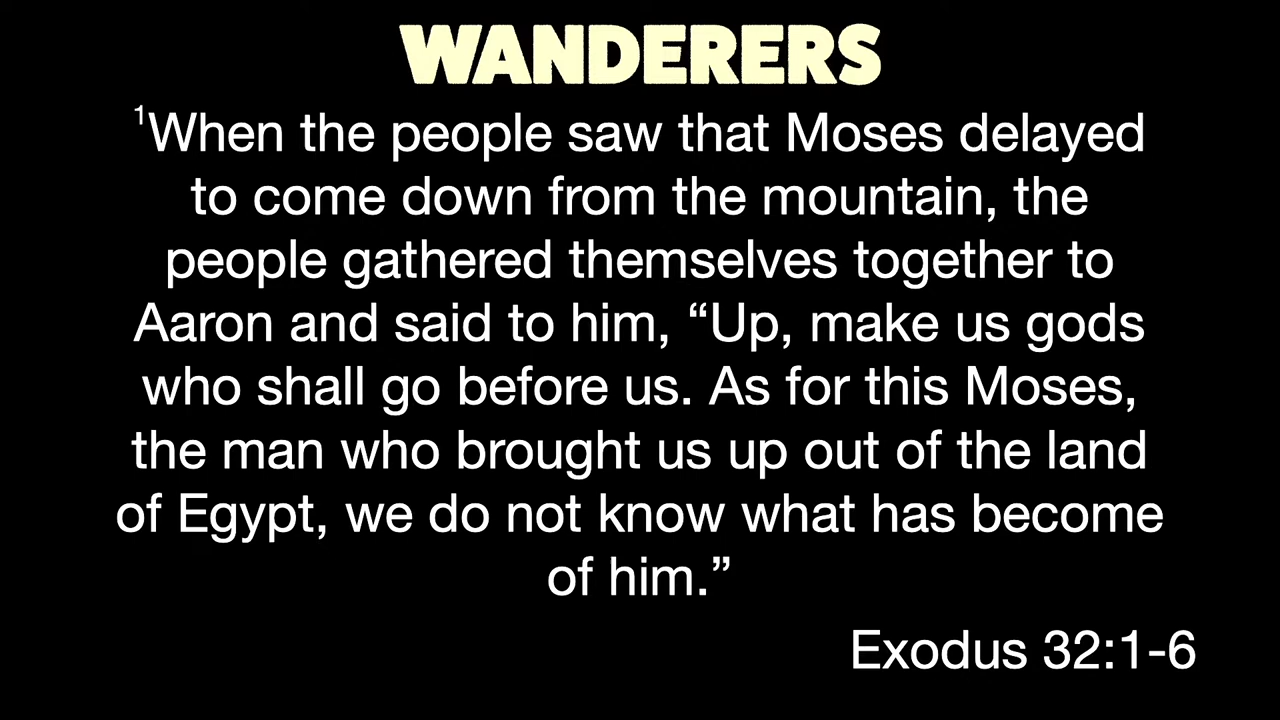 WANDERERS
¹When the people saw that Moses delayed
to come down from the mountain, the
people gathered themselves together to
Aaron and said to him, “Up, make us gods
who shall go before us. As for this Moses,
the man who brought us up out of the land
of Egypt, we do not know what has become
of him.”
Exodus 32:1-6